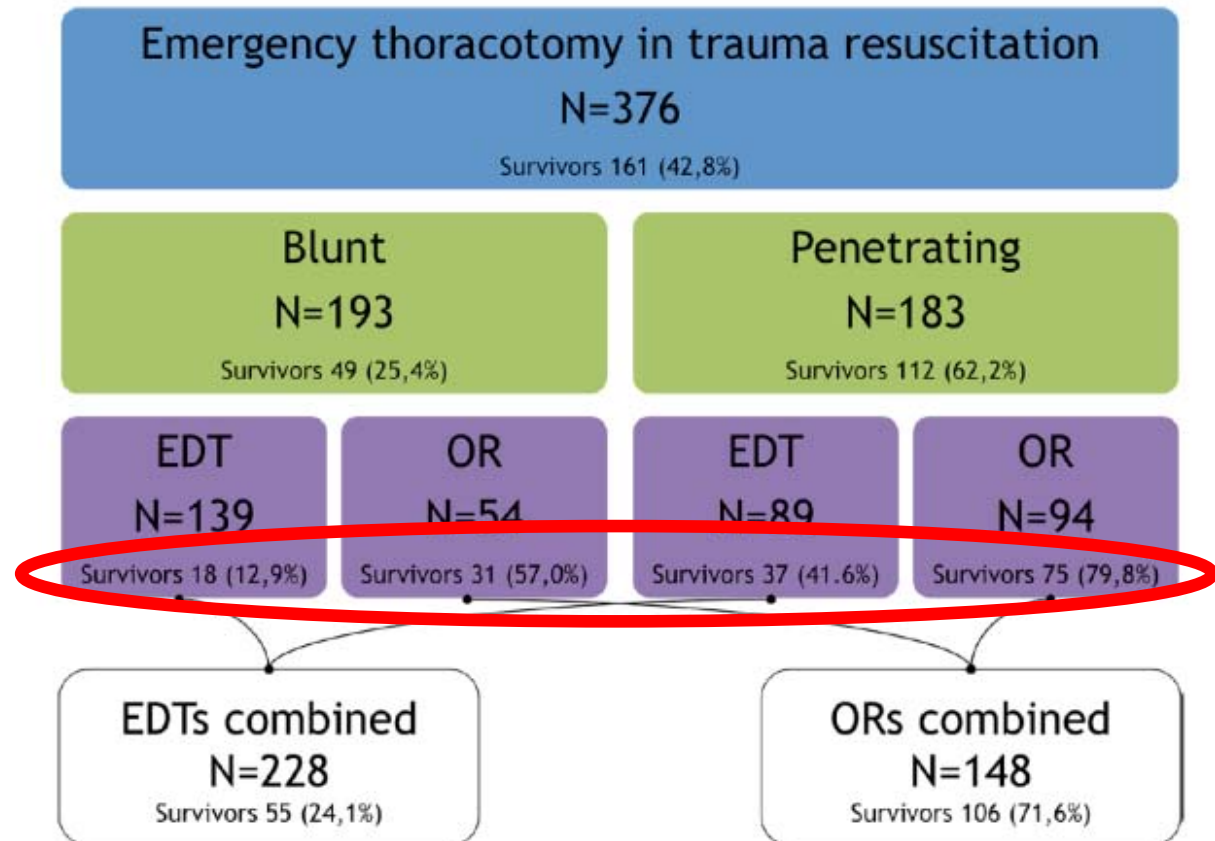 Emergency thoracotomy in trauma resuscitation
N=376
Survivors 161 (42,8%)
Blunt
N=193
Survivors 49 (25,4%)
Penetrating
N=183
Survivors 112 (62,2%)
EDT
N=139
Survivors 18 (12,9%)
OR
N=54
Survivors 31 (57,0%)
EDT
N=89
Survivors 37 (41.6%)
OR
N=94
Survivors 75 (79,8%)
EDTs combined
N=228
Survivors 55 (24,1%)
ORs combined
N=148
Survivors 106 (71,6%)